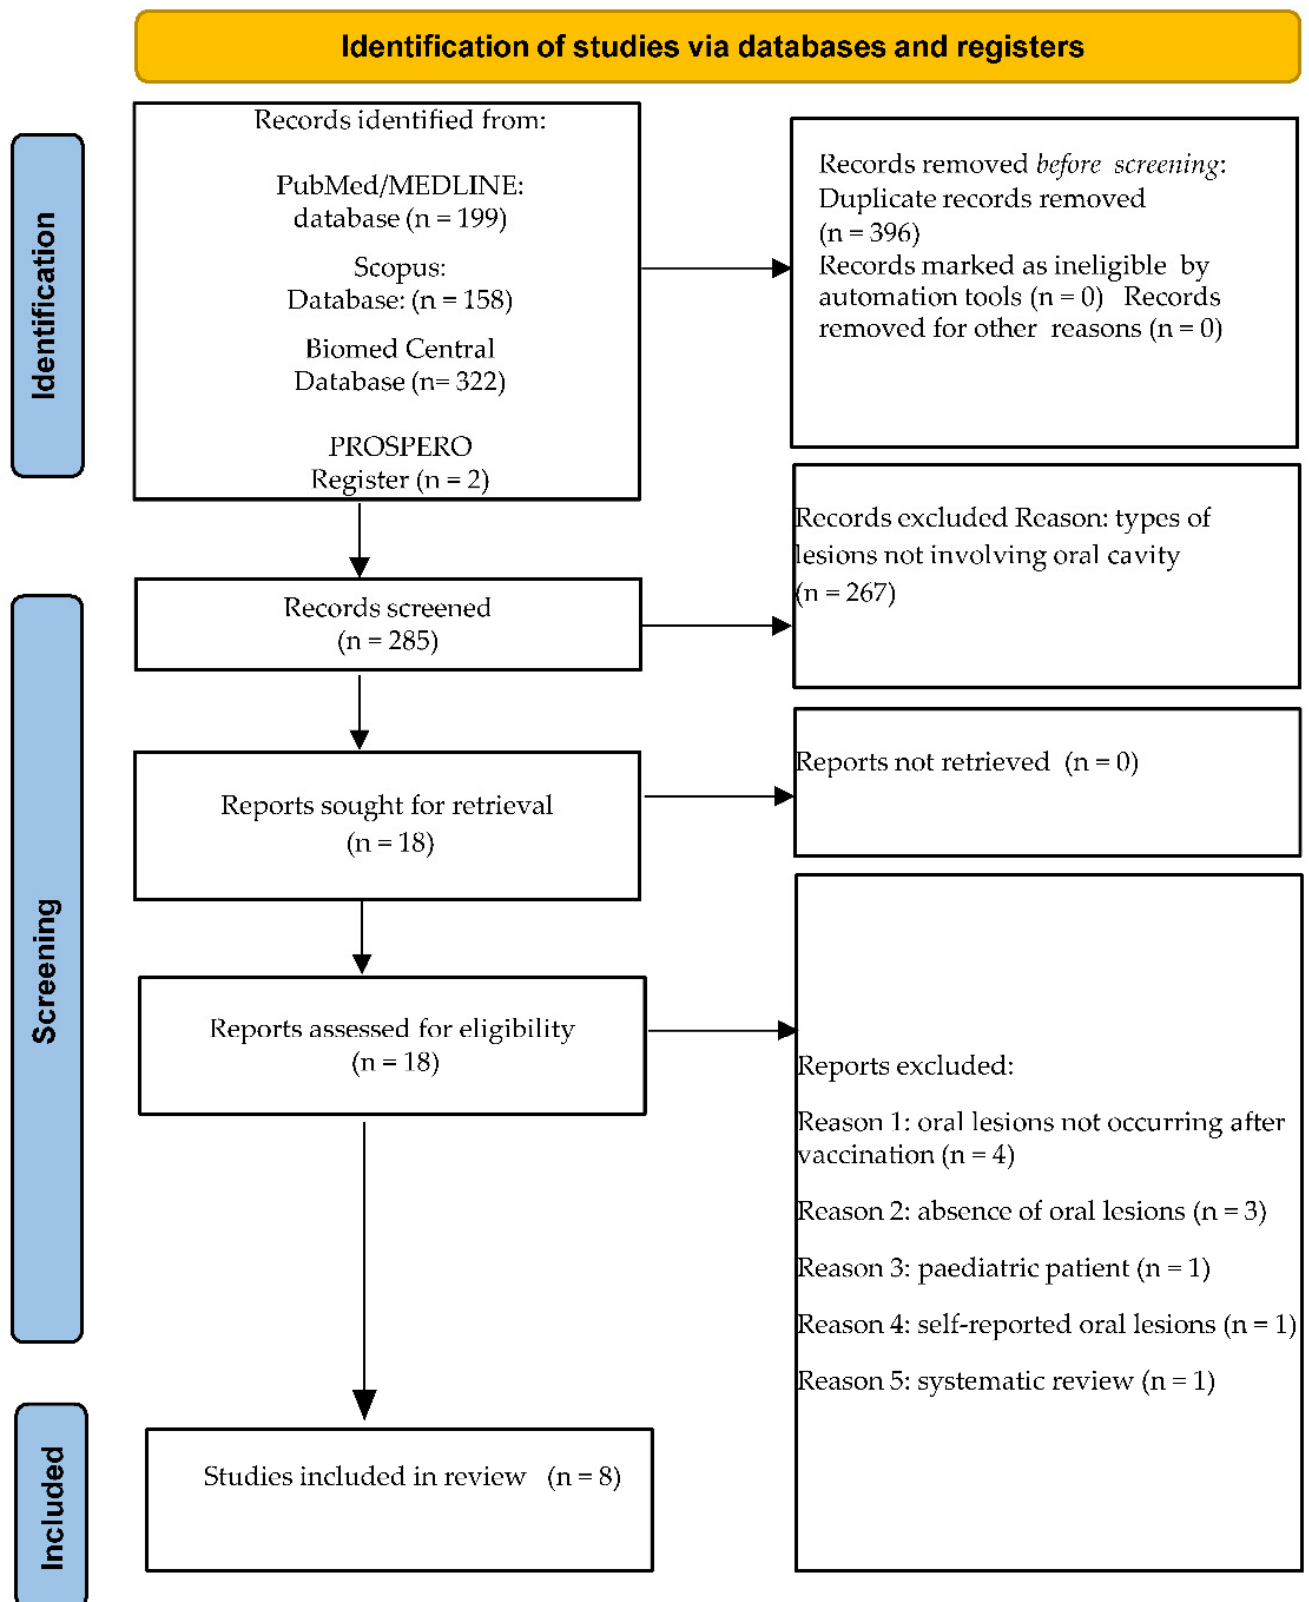 Identification of studies via databases and registers
Identification
Records identified from:
PubMed/MEDLINE:
database (n = 199)
Scopus:
Database: (n = 158)
Biomed Central
Database (n= 322)
PROSPERO
Register (n = 2)
Records removed before screening:
Duplicate records removed
(n = 396)
Records marked as ineligible by
automation tools (n = 0) Records
removed for other reasons (n = 0)
Screening
Records screened
(n = 285)
Records excluded Reason: types of
lesions not involving oral cavity
(n = 267)
Reports sought for retrieval
(n = 18)
Reports not retrieved (n = 0)
Reports assessed for eligibility
(n = 18)
Reports excluded:
Reason 1: oral lesions not occurring after
vaccination (n = 4)
Reason 2: absence of oral lesions (n = 3)
Reason 3: paediatric patient (n = 1)
Reason 4: self-reported oral lesions (n = 1)
Reason 5: systematic review (n = 1)
Included
Studies included in review (n = 8)